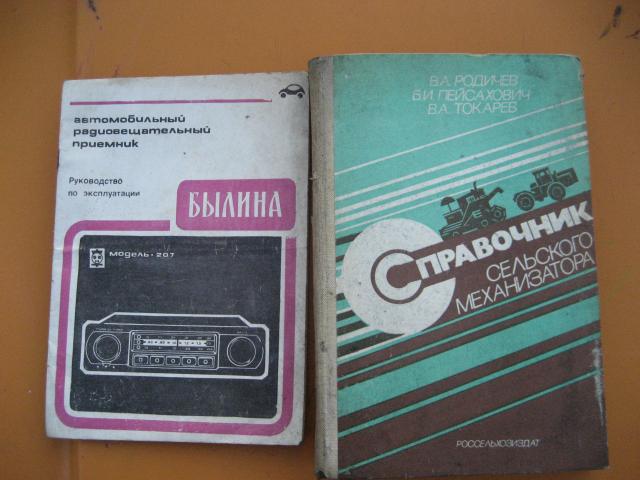 автомобильный
радиовещательный
приемник
Руководство
по эксплуатации
БЫЛИНА
модель·207
В.А. РОДИЧЕВ
Б.И. ПЕЙСАХОВИЧ
В.А. ТОКАРЕВ
СПРАВОЧНИК
СЕЛЬСКОГО
МЕХАНИЗАТОРА
РОССЕЛЬХОЗИЗДАТ